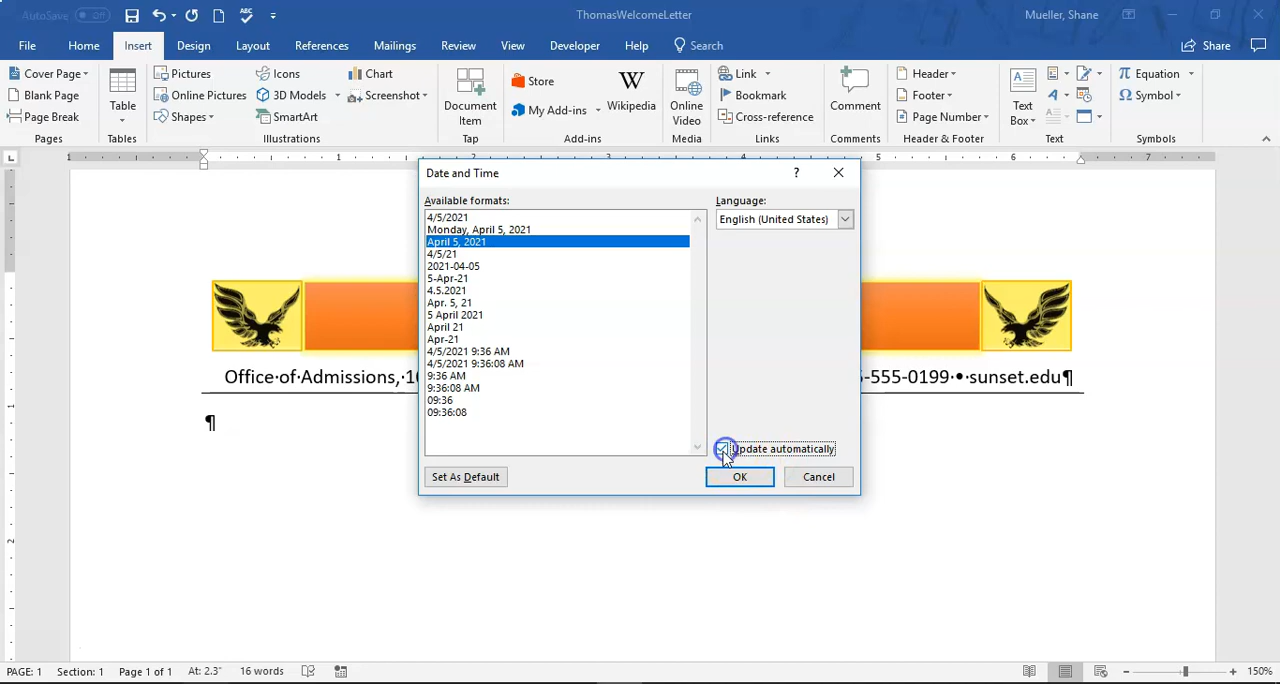 AutoSave Off ThomasWelcomeLetter Mueller, Shane
File Home Insert Design Layout References Mailings Review View Developer Help Search Share
Cover Page
Blank Page
Page Break
Pages
Table
Tables
Pictures
Online Pictures
Shapes
Icons
3D Models
SmartArt
Chart
Screenshot
Illustrations
Document
Item
Tap
Store
My Add-ins
Wikipedia
Add-ins
Online
Video
Media
Link
Bookmark
Cross-reference
Links
Comment
Comments
Header
Footer
Page Number
Header & Footer
Text
Box
Text
Equation
Symbol
Symbols
1 1 2 3 4 5 6 7
Date and Time
Available formats: Language:
4/5/2021 English (United States)
Monday, April 5, 2021
April 5, 2021
4/5/21
2021-04-05
5-Apr-21
4.5.2021
Apr. 5, 21
5 April 2021
April 21
Apr-21
4/5/2021 9:36 AM
4/5/2021 9:36:08 AM
9:36 AM
9:36:08 AM
09:36
09:36:08
Update automatically
Set As Default OK Cancel
Office·of·Admissions,· -555-0199·•·sunset.edu¶
¶
PAGE: 1 Section: 1 Page 1 of 1 At: 2.3" 16 words 150%